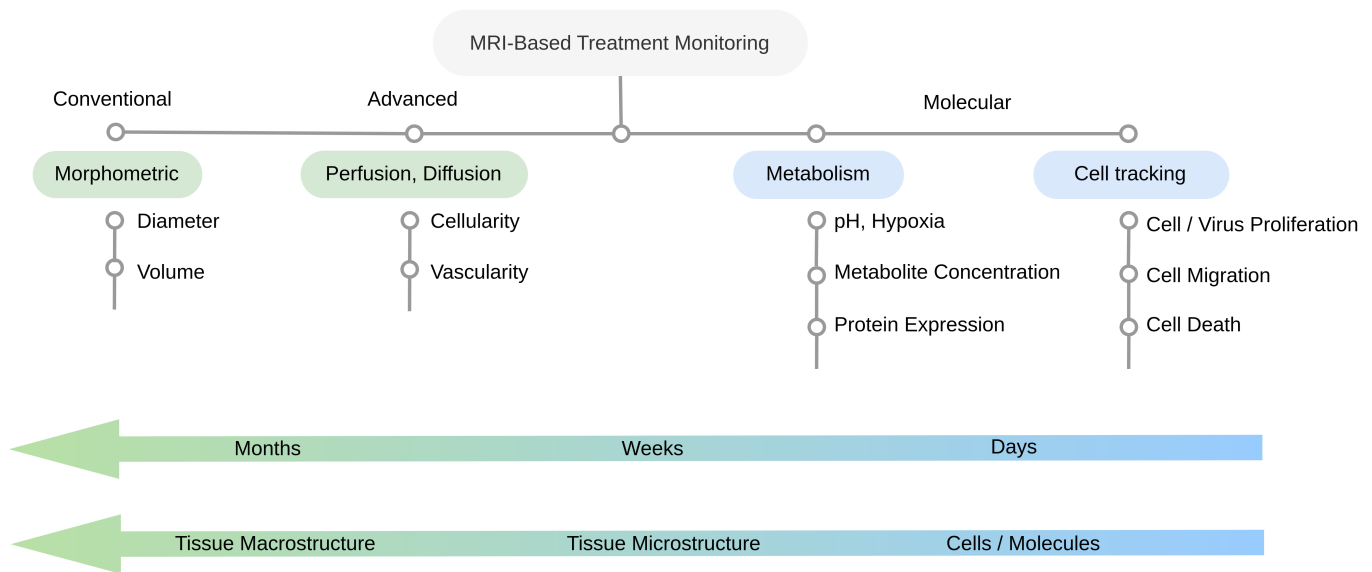 MRI-Based Treatment Monitoring
Conventional
Advanced
Molecular
Morphometric
Perfusion, Diffusion
Metabolism
Cell tracking
Diameter
Volume
Cellularity
Vascularity
pH, Hypoxia
Metabolite Concentration
Protein Expression
Cell / Virus Proliferation
Cell Migration
Cell Death
Months
Weeks
Days
Tissue Macrostructure
Tissue Microstructure
Cells / Molecules